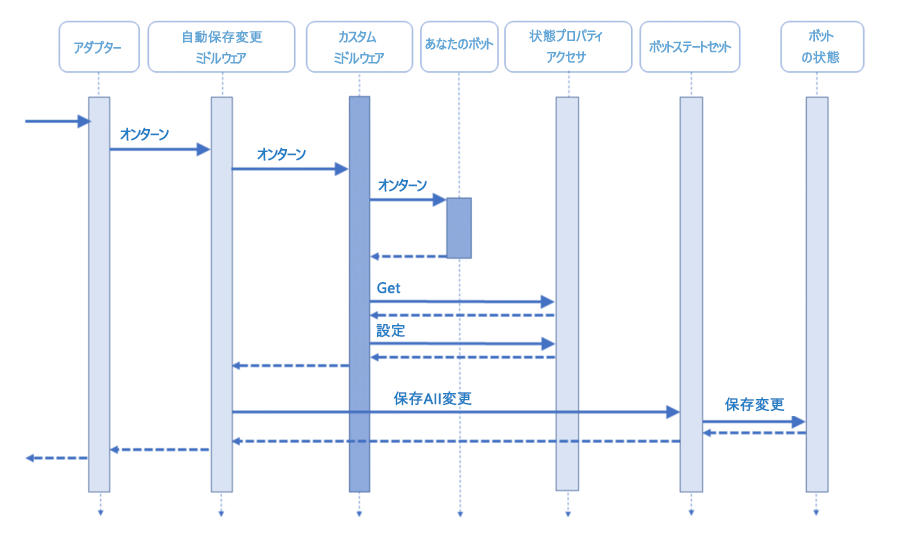 アダプター
自動保存変更
ミドルウェア
カスタム
ミドルウェア
あなたのボット
状態プロパティ
アクセサ
ボットステートセット
ボット
の状態
オンターン
オンターン
オンターン
Get
設定
保存All変更
保存変更